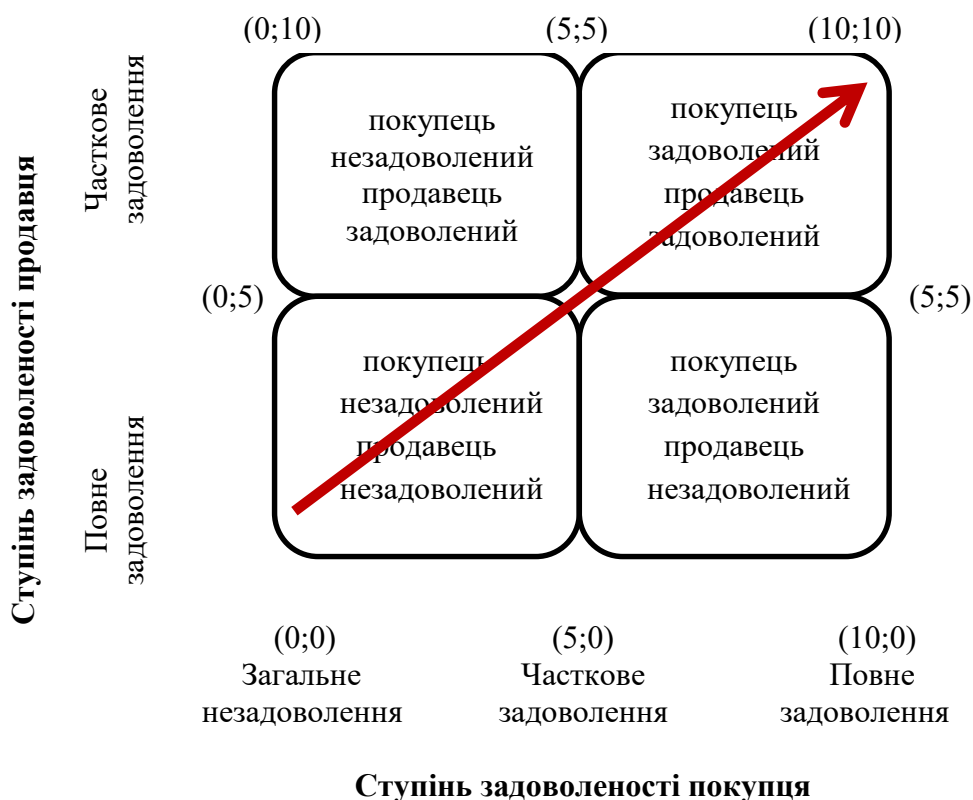 (0;10)
(5;5)
(10;10)
Ступінь задоволеності продавця
Часткове
задоволення
покупець
незадоволений
продавець
задоволений
покупець
задоволений
продавець
задоволений
(0;5)
(5;5)
Повне
задоволення
покупець
незадоволений
продавець
незадоволений
покупець
задоволений
продавець
незадоволений
(0;0)
(5;0)
(10;0)
Загальне
незадоволення
Часткове
задоволення
Повне
задоволення
Ступінь задоволеності покупця